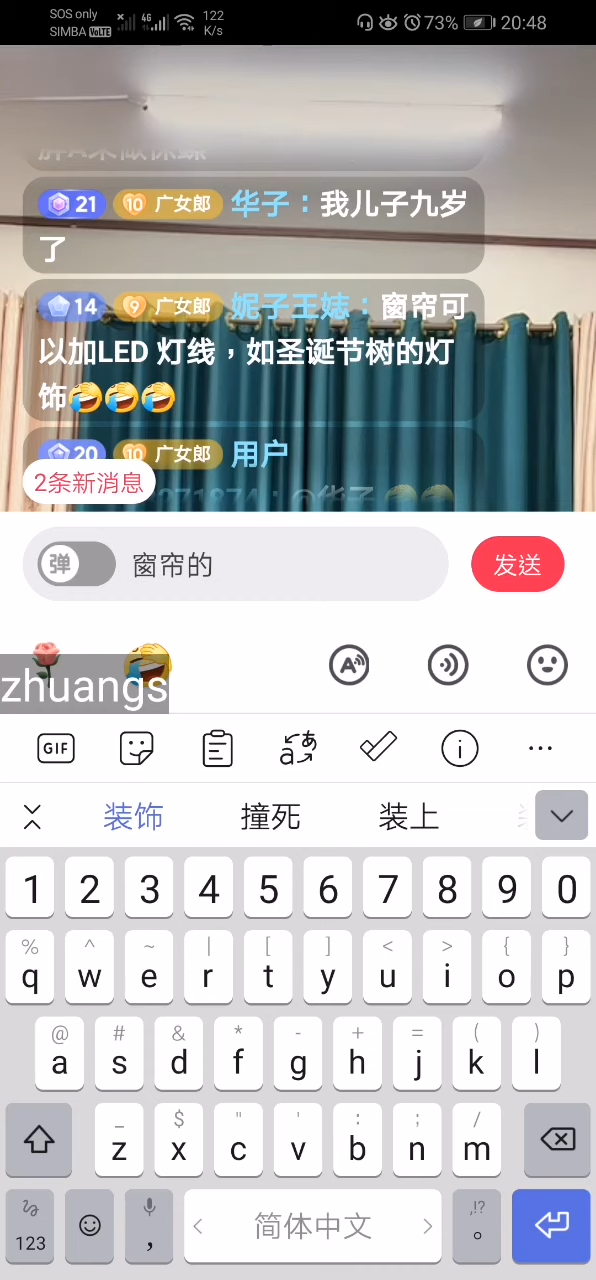 SOS only
SIMBA VoLTE
4G
122
K/s
73%
20:48
21 10 广女郎 华子：我儿子九岁
了
14 9 广女郎 妮子王婊：窗帘可
以加LED 灯线，如圣诞节树的灯
饰🤣🤣🤣
20 10 广女郎 用户
2条新消息
弹 窗帘的 发送
zhuangs
GIF
装饰 撞死 装上
1 2 3 4 5 6 7 8 9 0
% ^ ~ | [ ] < > { }
q w e r t y u i o p
@ # & * - + = ( )
a s d f g h j k l
_ $ " ' : ; /
z x c v b n m
123 , 简体中文 ,!? 。